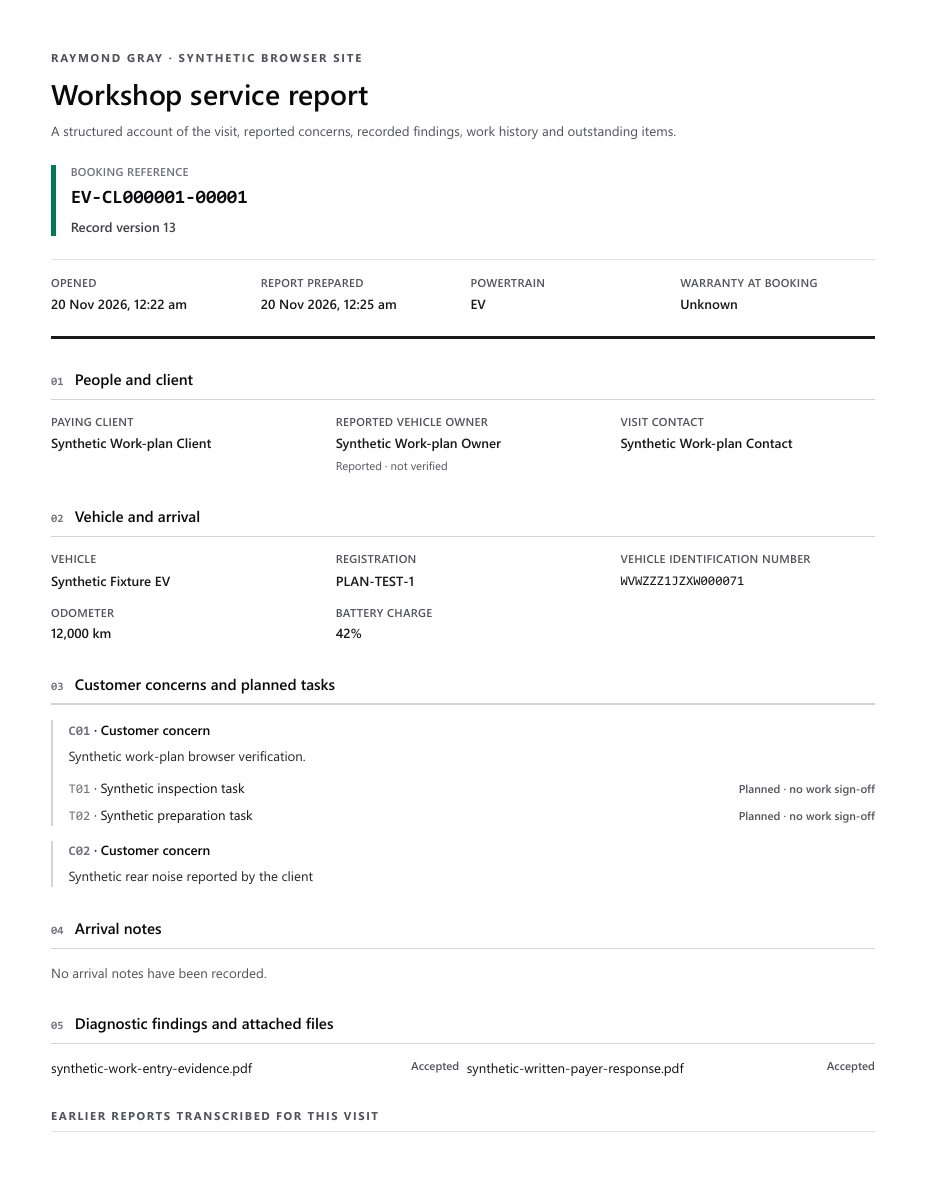 RAYMOND GRAY · SYNTHETIC BROWSER SITE
Workshop service report
A structured account of the visit, reported concerns, recorded findings, work history and outstanding items.
BOOKING REFERENCE
EV-CL000001-00001
Record version 13
OPENED REPORT PREPARED POWERTRAIN WARRANTY AT BOOKING
20 Nov 2026, 12:22 am 20 Nov 2026, 12:25 am EV Unknown
01 People and client
PAYING CLIENT REPORTED VEHICLE OWNER VISIT CONTACT
Synthetic Work-plan Client Synthetic Work-plan Owner Synthetic Work-plan Contact
Reported · not verified
02 Vehicle and arrival
VEHICLE REGISTRATION VEHICLE IDENTIFICATION NUMBER
Synthetic Fixture EV PLAN-TEST-1 WVWZZZ1JZXW000071
ODOMETER BATTERY CHARGE
12,000 km 42%
03 Customer concerns and planned tasks
C01 · Customer concern
Synthetic work-plan browser verification.
T01 · Synthetic inspection task Planned · no work sign-off
T02 · Synthetic preparation task Planned · no work sign-off
C02 · Customer concern
Synthetic rear noise reported by the client
04 Arrival notes
No arrival notes have been recorded.
05 Diagnostic findings and attached files
synthetic-work-entry-evidence.pdf Accepted synthetic-written-payer-response.pdf Accepted
EARLIER REPORTS TRANSCRIBED FOR THIS VISIT